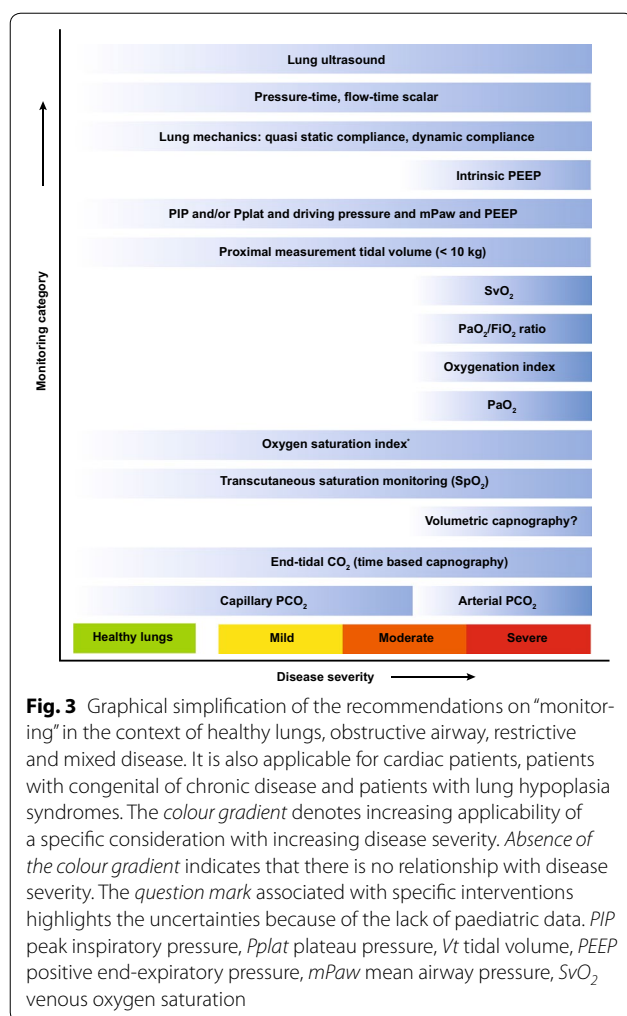 Lung ultrasound
Pressure-time, flow-time scalar
Lung mechanics: quasi static compliance, dynamic compliance
Intrinsic PEEP
PIP and/or Pplat and driving pressure and mPaw and PEEP
Proximal measurement tidal volume (< 10 kg)
SvO₂
PaO₂/FiO₂ ratio
Oxygenation index
PaO₂
Oxygen saturation index*
Transcutaneous saturation monitoring (SpO₂)
Volumetric capnography?
End-tidal CO₂ (time based capnography)
Capillary PCO₂ Arterial PCO₂
Healthy lungs Mild Moderate Severe
Monitoring category
Disease severity
Fig. 3 Graphical simplification of the recommendations on “monitor-
ing” in the context of healthy lungs, obstructive airway, restrictive
and mixed disease. It is also applicable for cardiac patients, patients
with congenital of chronic disease and patients with lung hypoplasia
syndromes. The colour gradient denotes increasing applicability of
a specific consideration with increasing disease severity. Absence of
the colour gradient indicates that there is no relationship with disease
severity. The question mark associated with specific interventions
highlights the uncertainties because of the lack of paediatric data. PIP
peak inspiratory pressure, Pplat plateau pressure, Vt tidal volume, PEEP
positive end-expiratory pressure, mPaw mean airway pressure, SvO₂
venous oxygen saturation